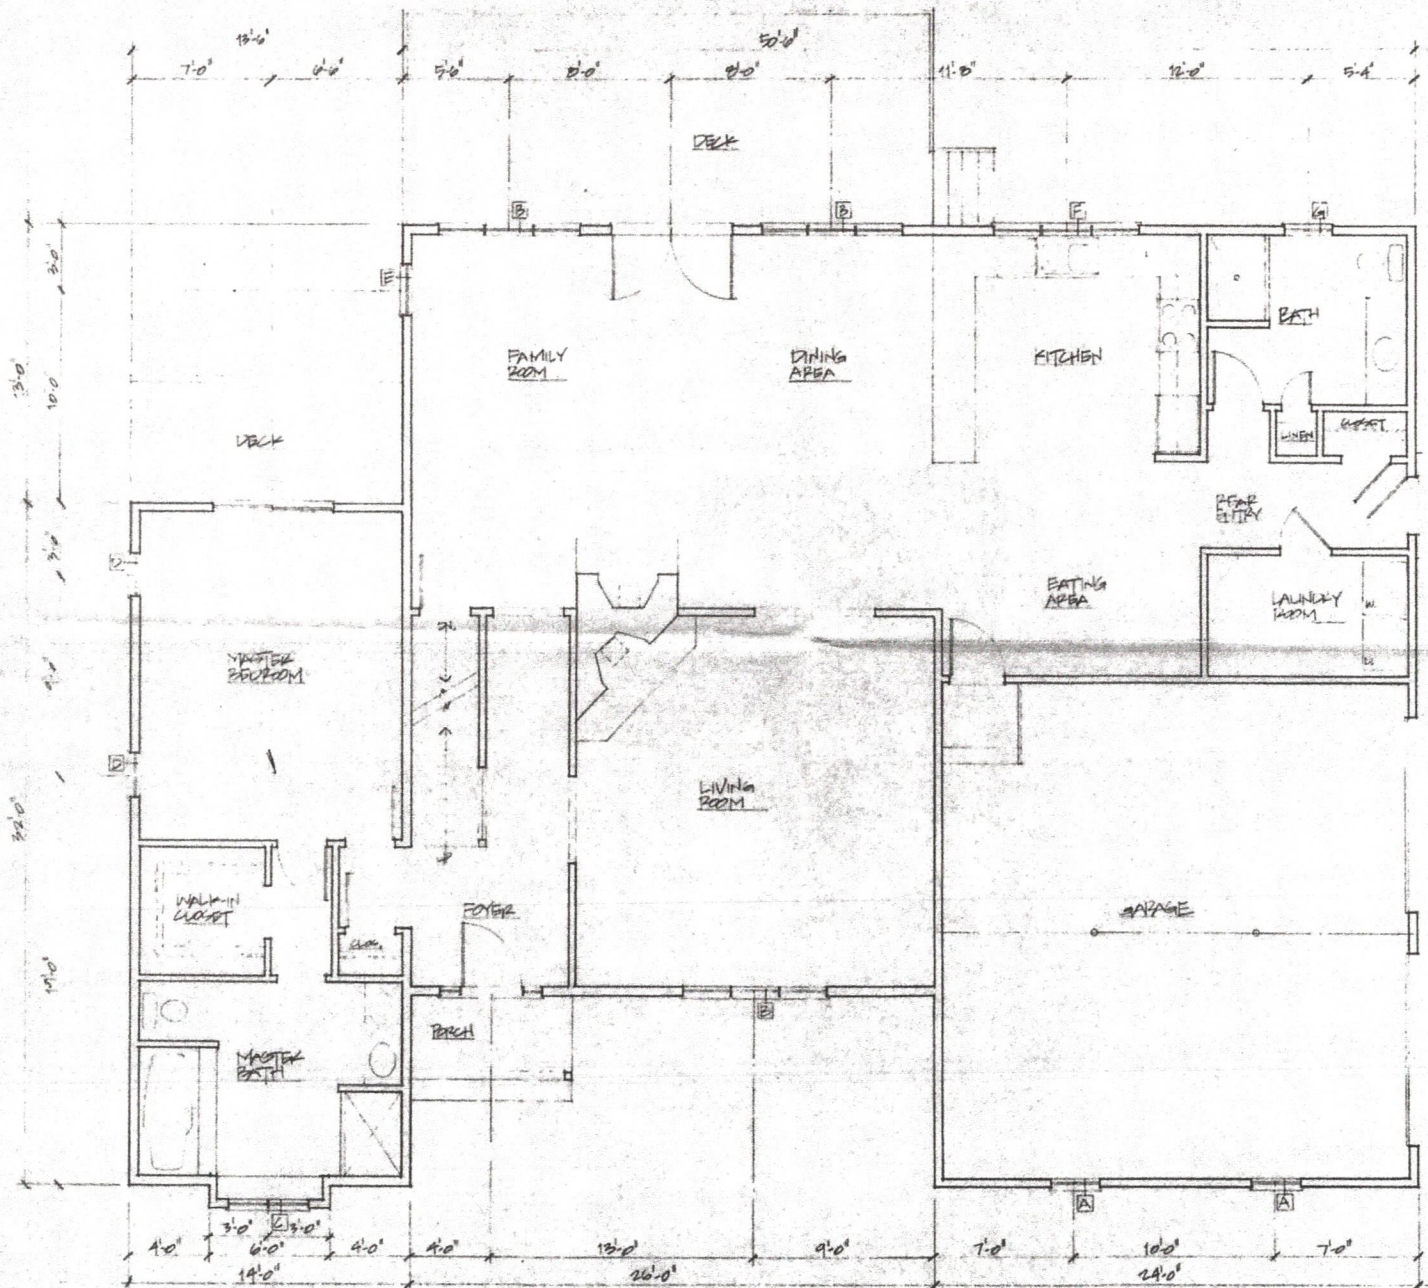 13'-6"
50'-6"
7'-0"
6'-6"
5'-6"
8'-0"
8'-0"
11'-8"
12'-0"
5'-4"
DECK
B
B
F
G
E
3'-0"
13'-0"
10'-0
FAMILY
ROOM
DINING
AREA
KITCHEN
BATH
DECK
LINEN
CLOSET
REAR
ENTRY
D
3'-0"
EATING
AREA
LAUNDRY
ROOM
W
MASTER
BEDROOM
D
LIVING
ROOM
32'-0"
WALK-IN
CLOSET
FOYER
CLOS.
GARAGE
B
PORCH
MASTER
BATH
C
A
A
3'-0"
3'-0"
4'-0"
6'-0"
4'-0"
4'-0"
13'-0"
9'-0"
7'-0"
10'-0"
7'-0"
14'-0"
26'-0"
24'-0"